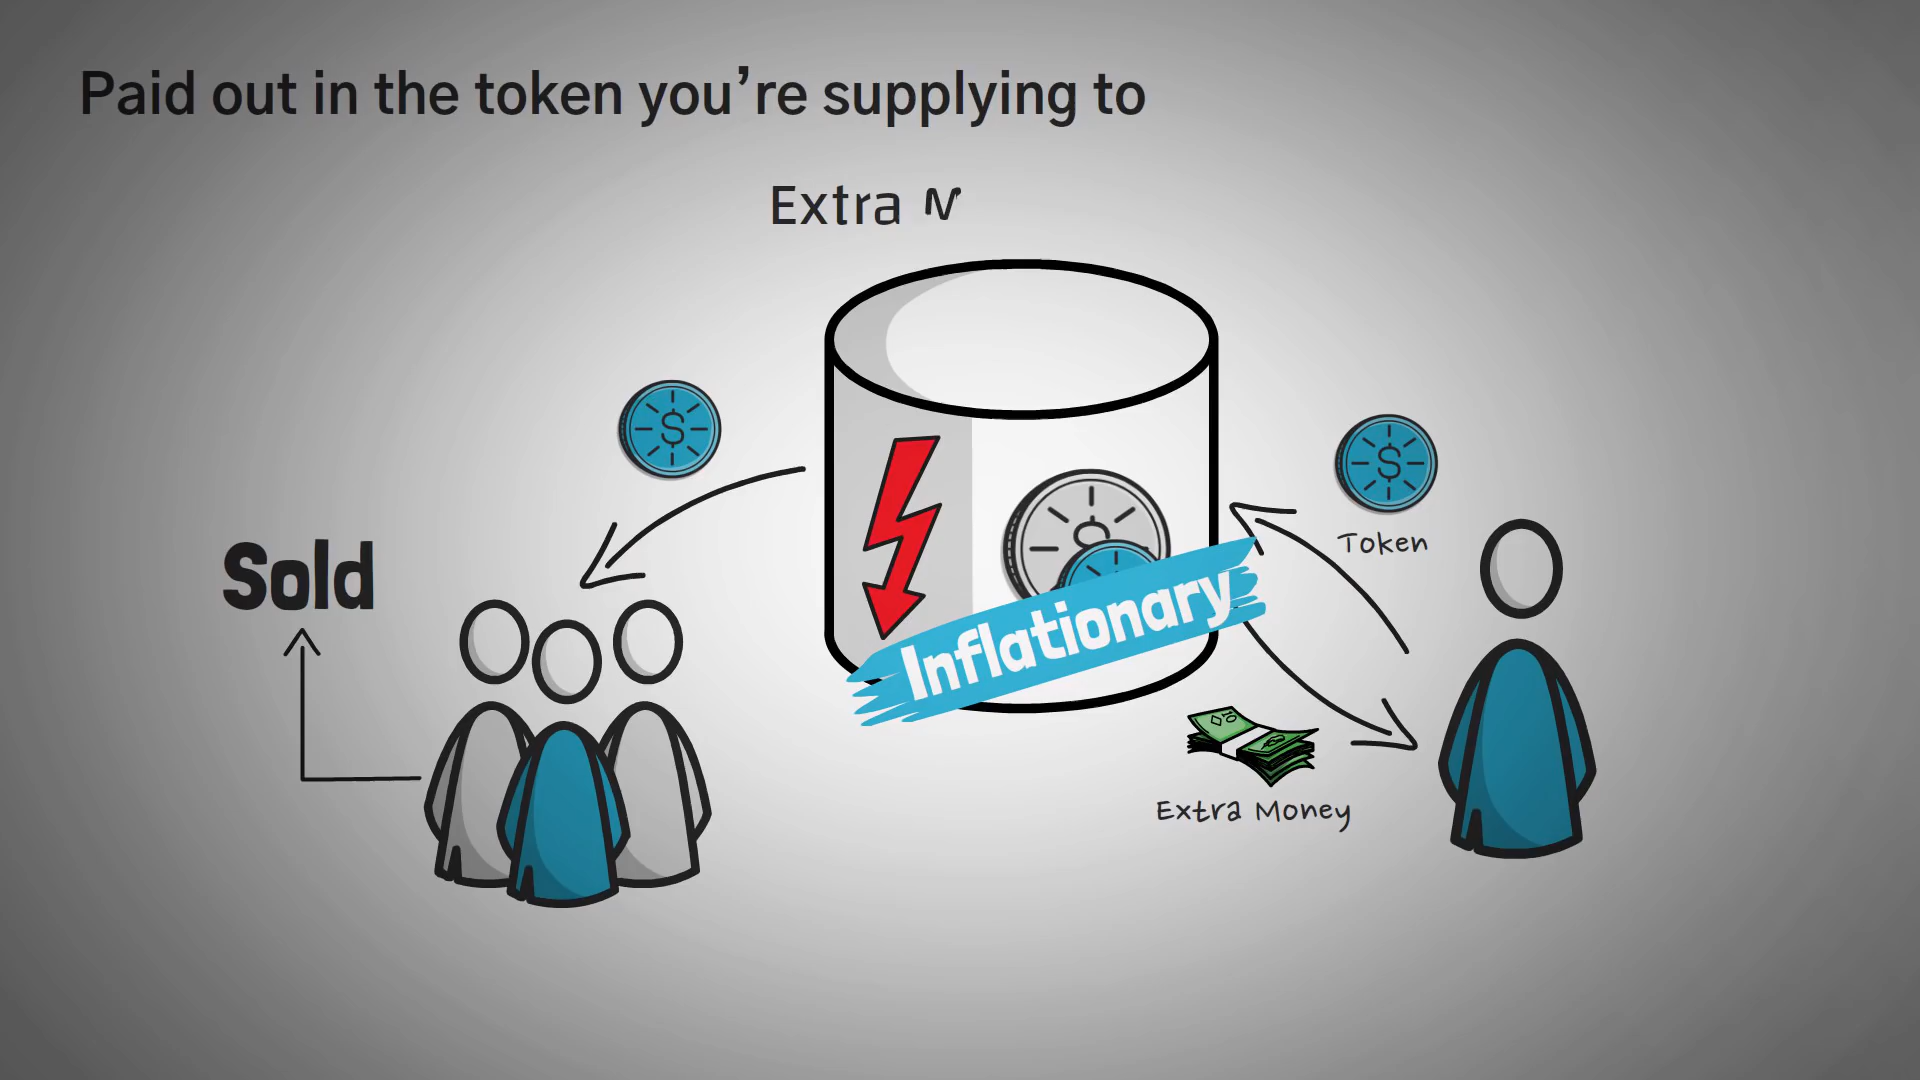 Paid out in the token you’re supplying to
Extra
Token
Sold
Inflationary
Extra Money